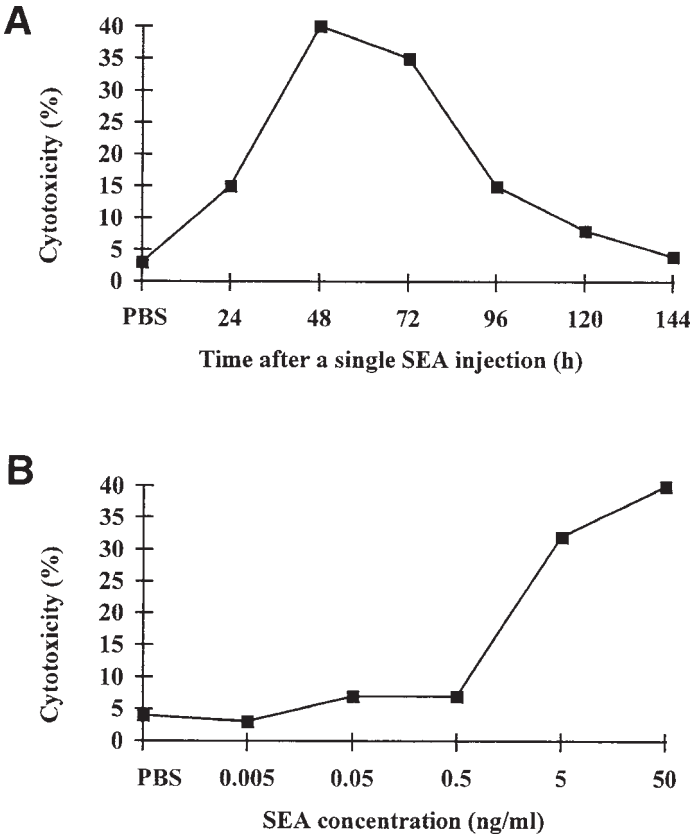 A
Cytotoxicity (%)
40
35
30
25
20
15
10
5
0
PBS 24 48 72 96 120 144
Time after a single SEA injection (h)
B
Cytotoxicity (%)
40
35
30
25
20
15
10
5
0
PBS 0.005 0.05 0.5 5 50
SEA concentration (ng/ml)